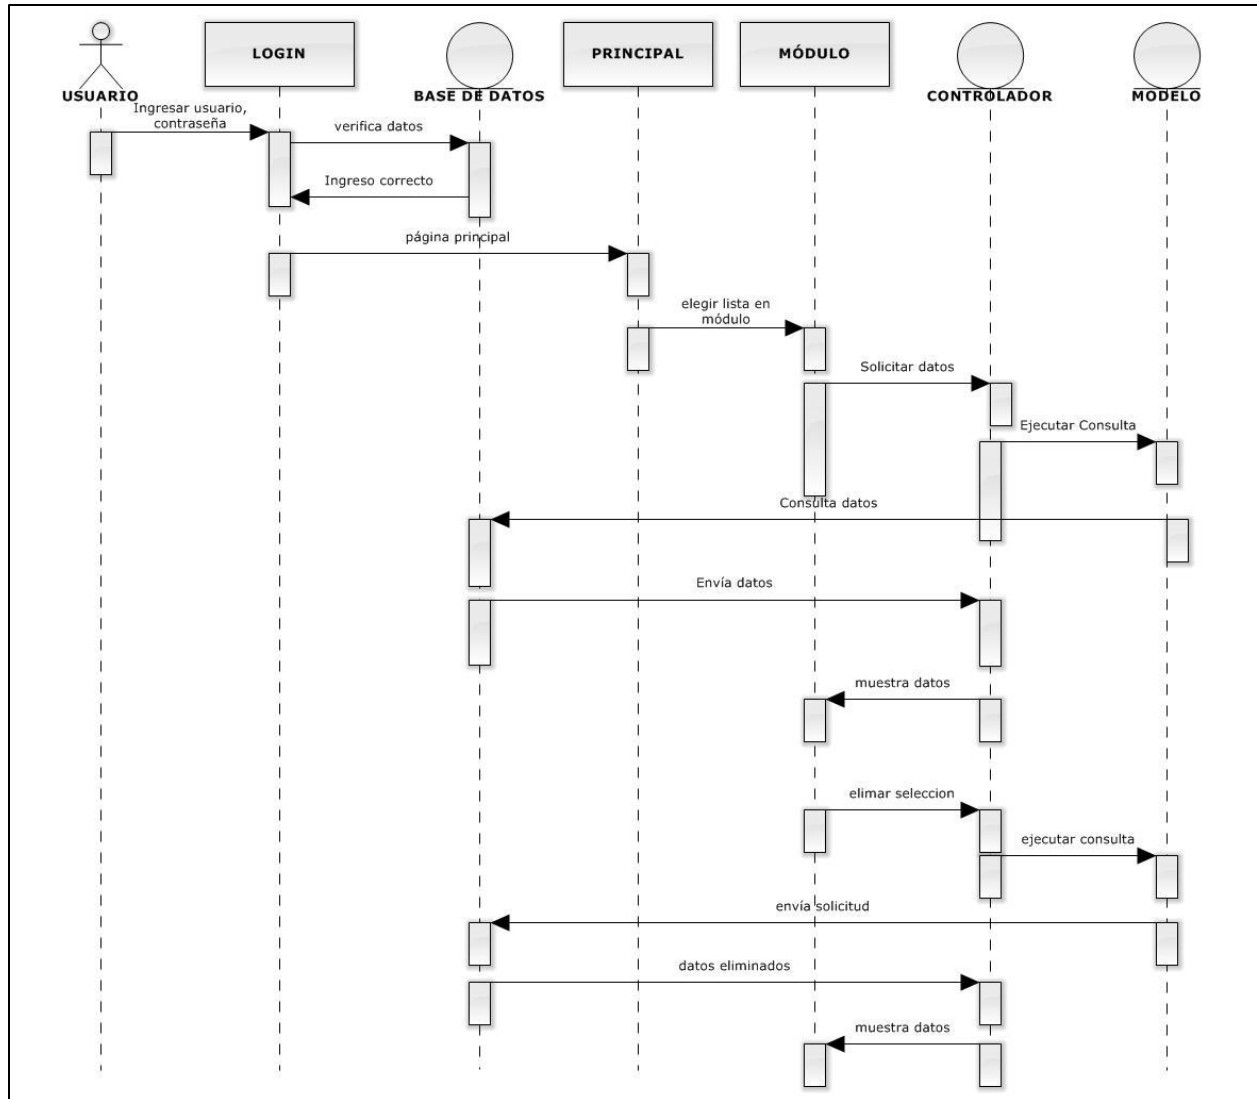 LOGIN
PRINCIPAL
MÓDULO
USUARIO
BASE DE DATOS
CONTROLADOR
MODELO
Ingresar usuario,
contraseña
verifica datos
Ingreso correcto
página principal
elegir lista en
módulo
Solicitar datos
Ejecutar Consulta
Consulta datos
Envía datos
muestra datos
elimar seleccion
ejecutar consulta
envía solicitud
datos eliminados
muestra datos